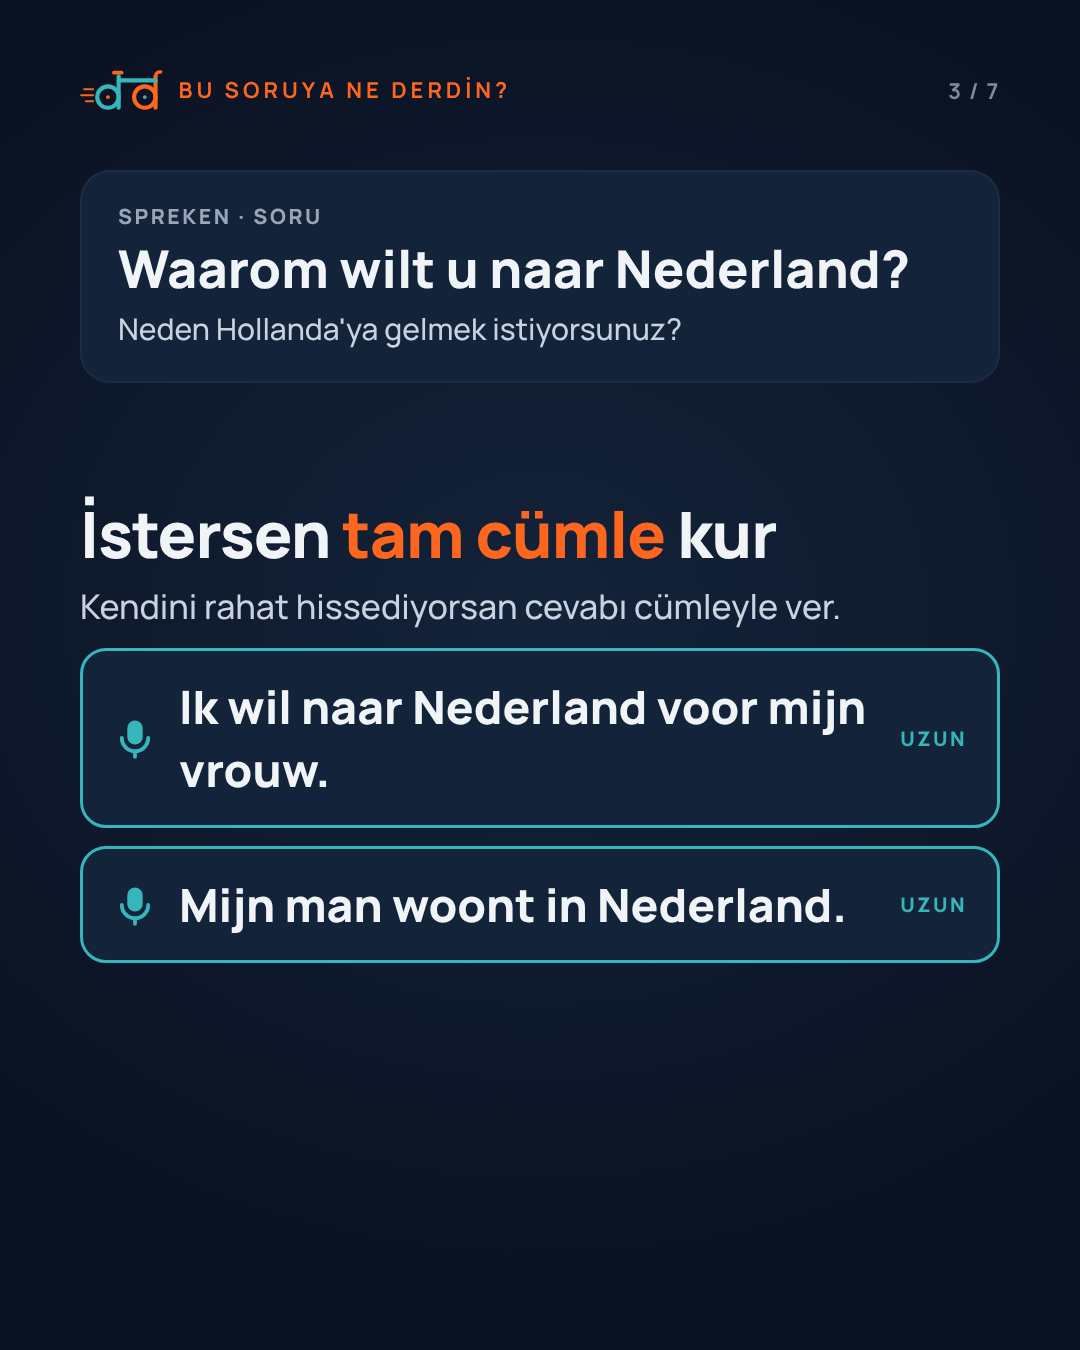 BU SORUYA NE DERDİN?
3 / 7
SPREKEN · SORU
Waarom wilt u naar Nederland?
Neden Hollanda'ya gelmek istiyorsunuz?
İstersen tam cümle kur
Kendini rahat hissediyorsan cevabı cümleyle ver.
Ik wil naar Nederland voor mijn
vrouw.
UZUN
Mijn man woont in Nederland.
UZUN